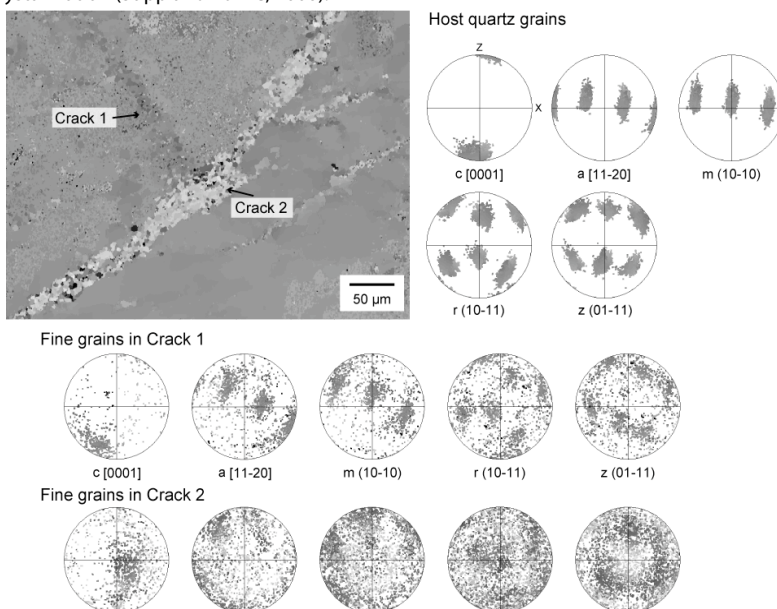 Host quartz grains
Z
X
c [0001]
a [11-20]
m (10-10)
r (10-11)
z (01-11)
Crack 1
Crack 2
50 µm
Fine grains in Crack 1
c [0001]
a [11-20]
m (10-10)
r (10-11)
z (01-11)
Fine grains in Crack 2